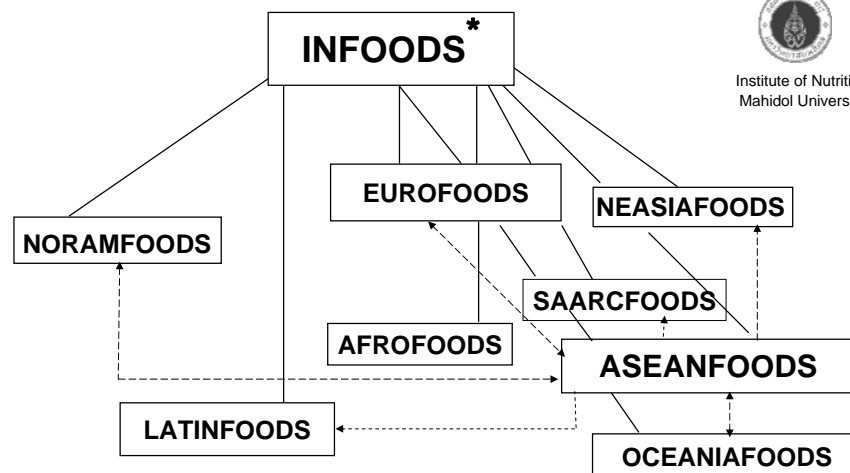 INFOODS*
Institute of Nutriti
Mahidol Univers
EUROFOODS
NEASIAFOODS
NORAMFOODS
SAARCFOODS
AFROFOODS
ASEANFOODS
LATINFOODS
OCEANIAFOODS